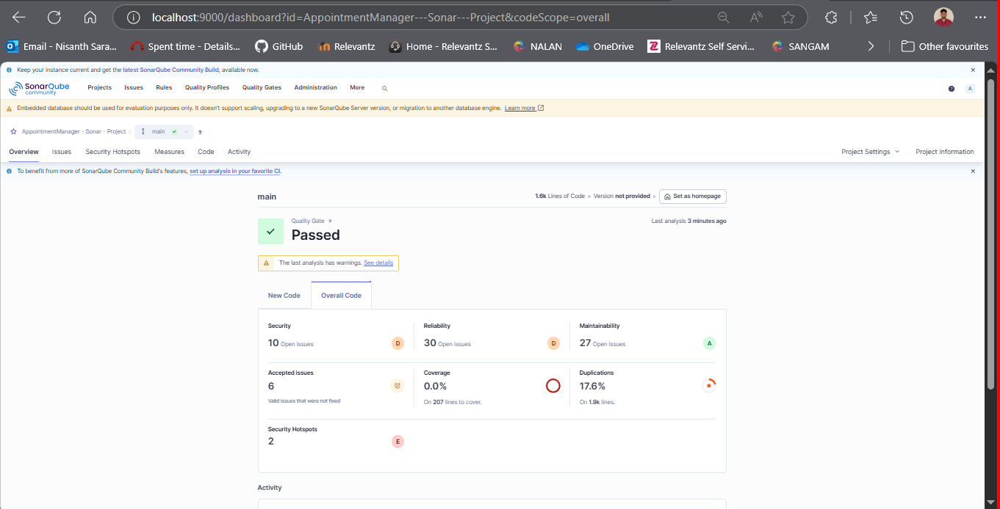 localhost:9000/dashboard?id=AppointmentManager---Sonar---Project&codeScope=overall
Email - Nisanth Sara... Spent time - Details... GitHub Relevantz Home - Relevantz S... NALAN OneDrive Relevantz Self Servi... SANGAM Other favourites
Keep your instance current and get the latest SonarQube Community Build, available now.
SonarQube community Projects Issues Rules Quality Profiles Quality Gates Administration More A
Embedded database should be used for evaluation purposes only. It doesn't support scaling, upgrading to a new SonarQube Server version, or migration to another database engine. Learn more
AppointmentManager - Sonar - Project / main
Overview Issues Security Hotspots Measures Code Activity Project Settings Project Information
To benefit from more of SonarQube Community Build's features, set up analysis in your favorite CI.
main 1.6k Lines of Code Version not provided Set as homepage
Quality Gate Last analysis 3 minutes ago
Passed
The last analysis has warnings. See details
New Code Overall Code
Security Reliability Maintainability
10 Open issues D 30 Open issues D 27 Open issues A
Accepted issues Coverage Duplications
6 0.0% 17.6%
Valid issues that were not fixed On 207 lines to cover. On 1.9k lines.
Security Hotspots
2 E
Activity